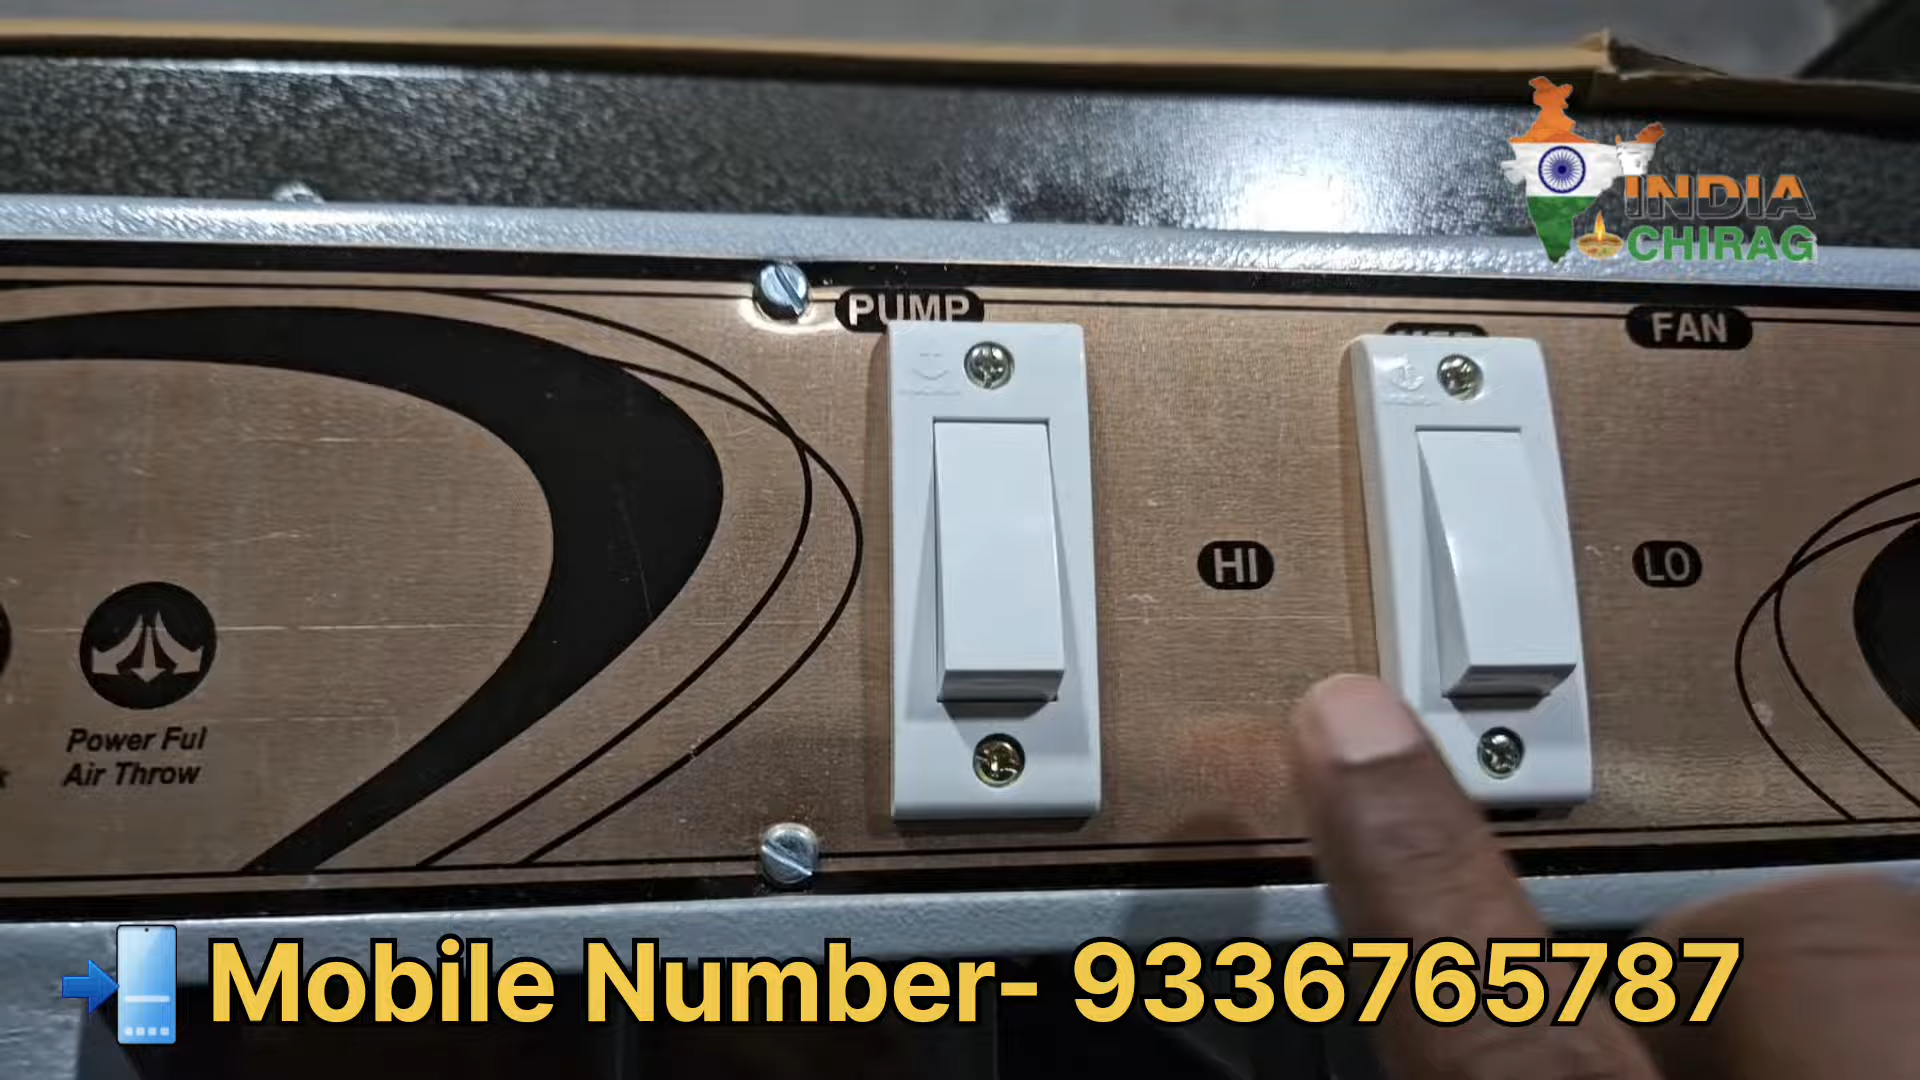 INDIA
CHIRAG
PUMP
FAN
HI
LO
Power Ful
Air Throw
Mobile Number- 9336765787